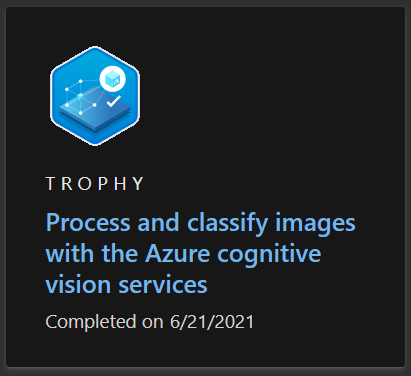 TROPHY
Process and classify images
with the Azure cognitive
vision services
Completed on 6/21/2021